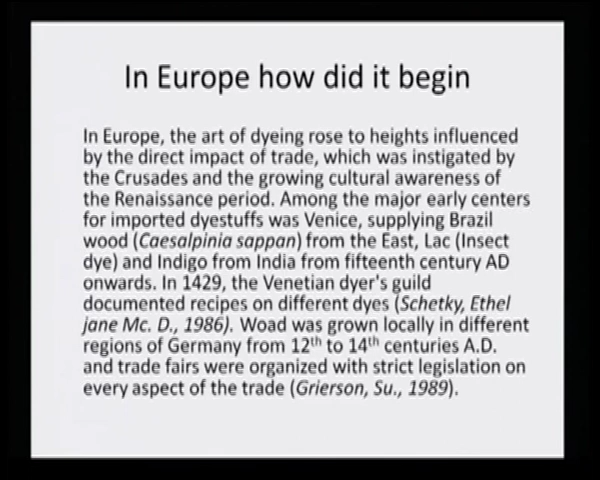 In Europe how did it begin
In Europe, the art of dyeing rose to heights influenced
by the direct impact of trade, which was instigated by
the Crusades and the growing cultural awareness of
the Renaissance period. Among the major early centers
for imported dyestuffs was Venice, supplying Brazil
wood (Caesalpinia sappan) from the East, Lac (Insect
dye) and Indigo from India from fifteenth century AD
onwards. In 1429, the Venetian dyer's guild
documented recipes on different dyes (Schetky, Ethel
jane Mc. D., 1986). Woad was grown locally in different
regions of Germany from 12th to 14th centuries A.D.
and trade fairs were organized with strict legislation on
every aspect of the trade (Grierson, Su., 1989).